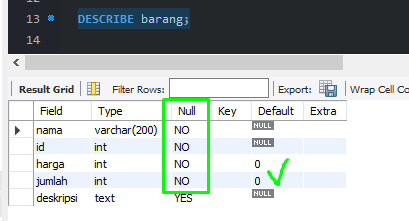 12
13 DESCRIBE barang;
14
Result Grid Filter Rows: Export: Wrap Cell Co
Field Type Null Key Default Extra
nama varchar(200) NO NULL
id int NO NULL
harga int NO 0
jumlah int NO 0
deskripsi text YES NULL